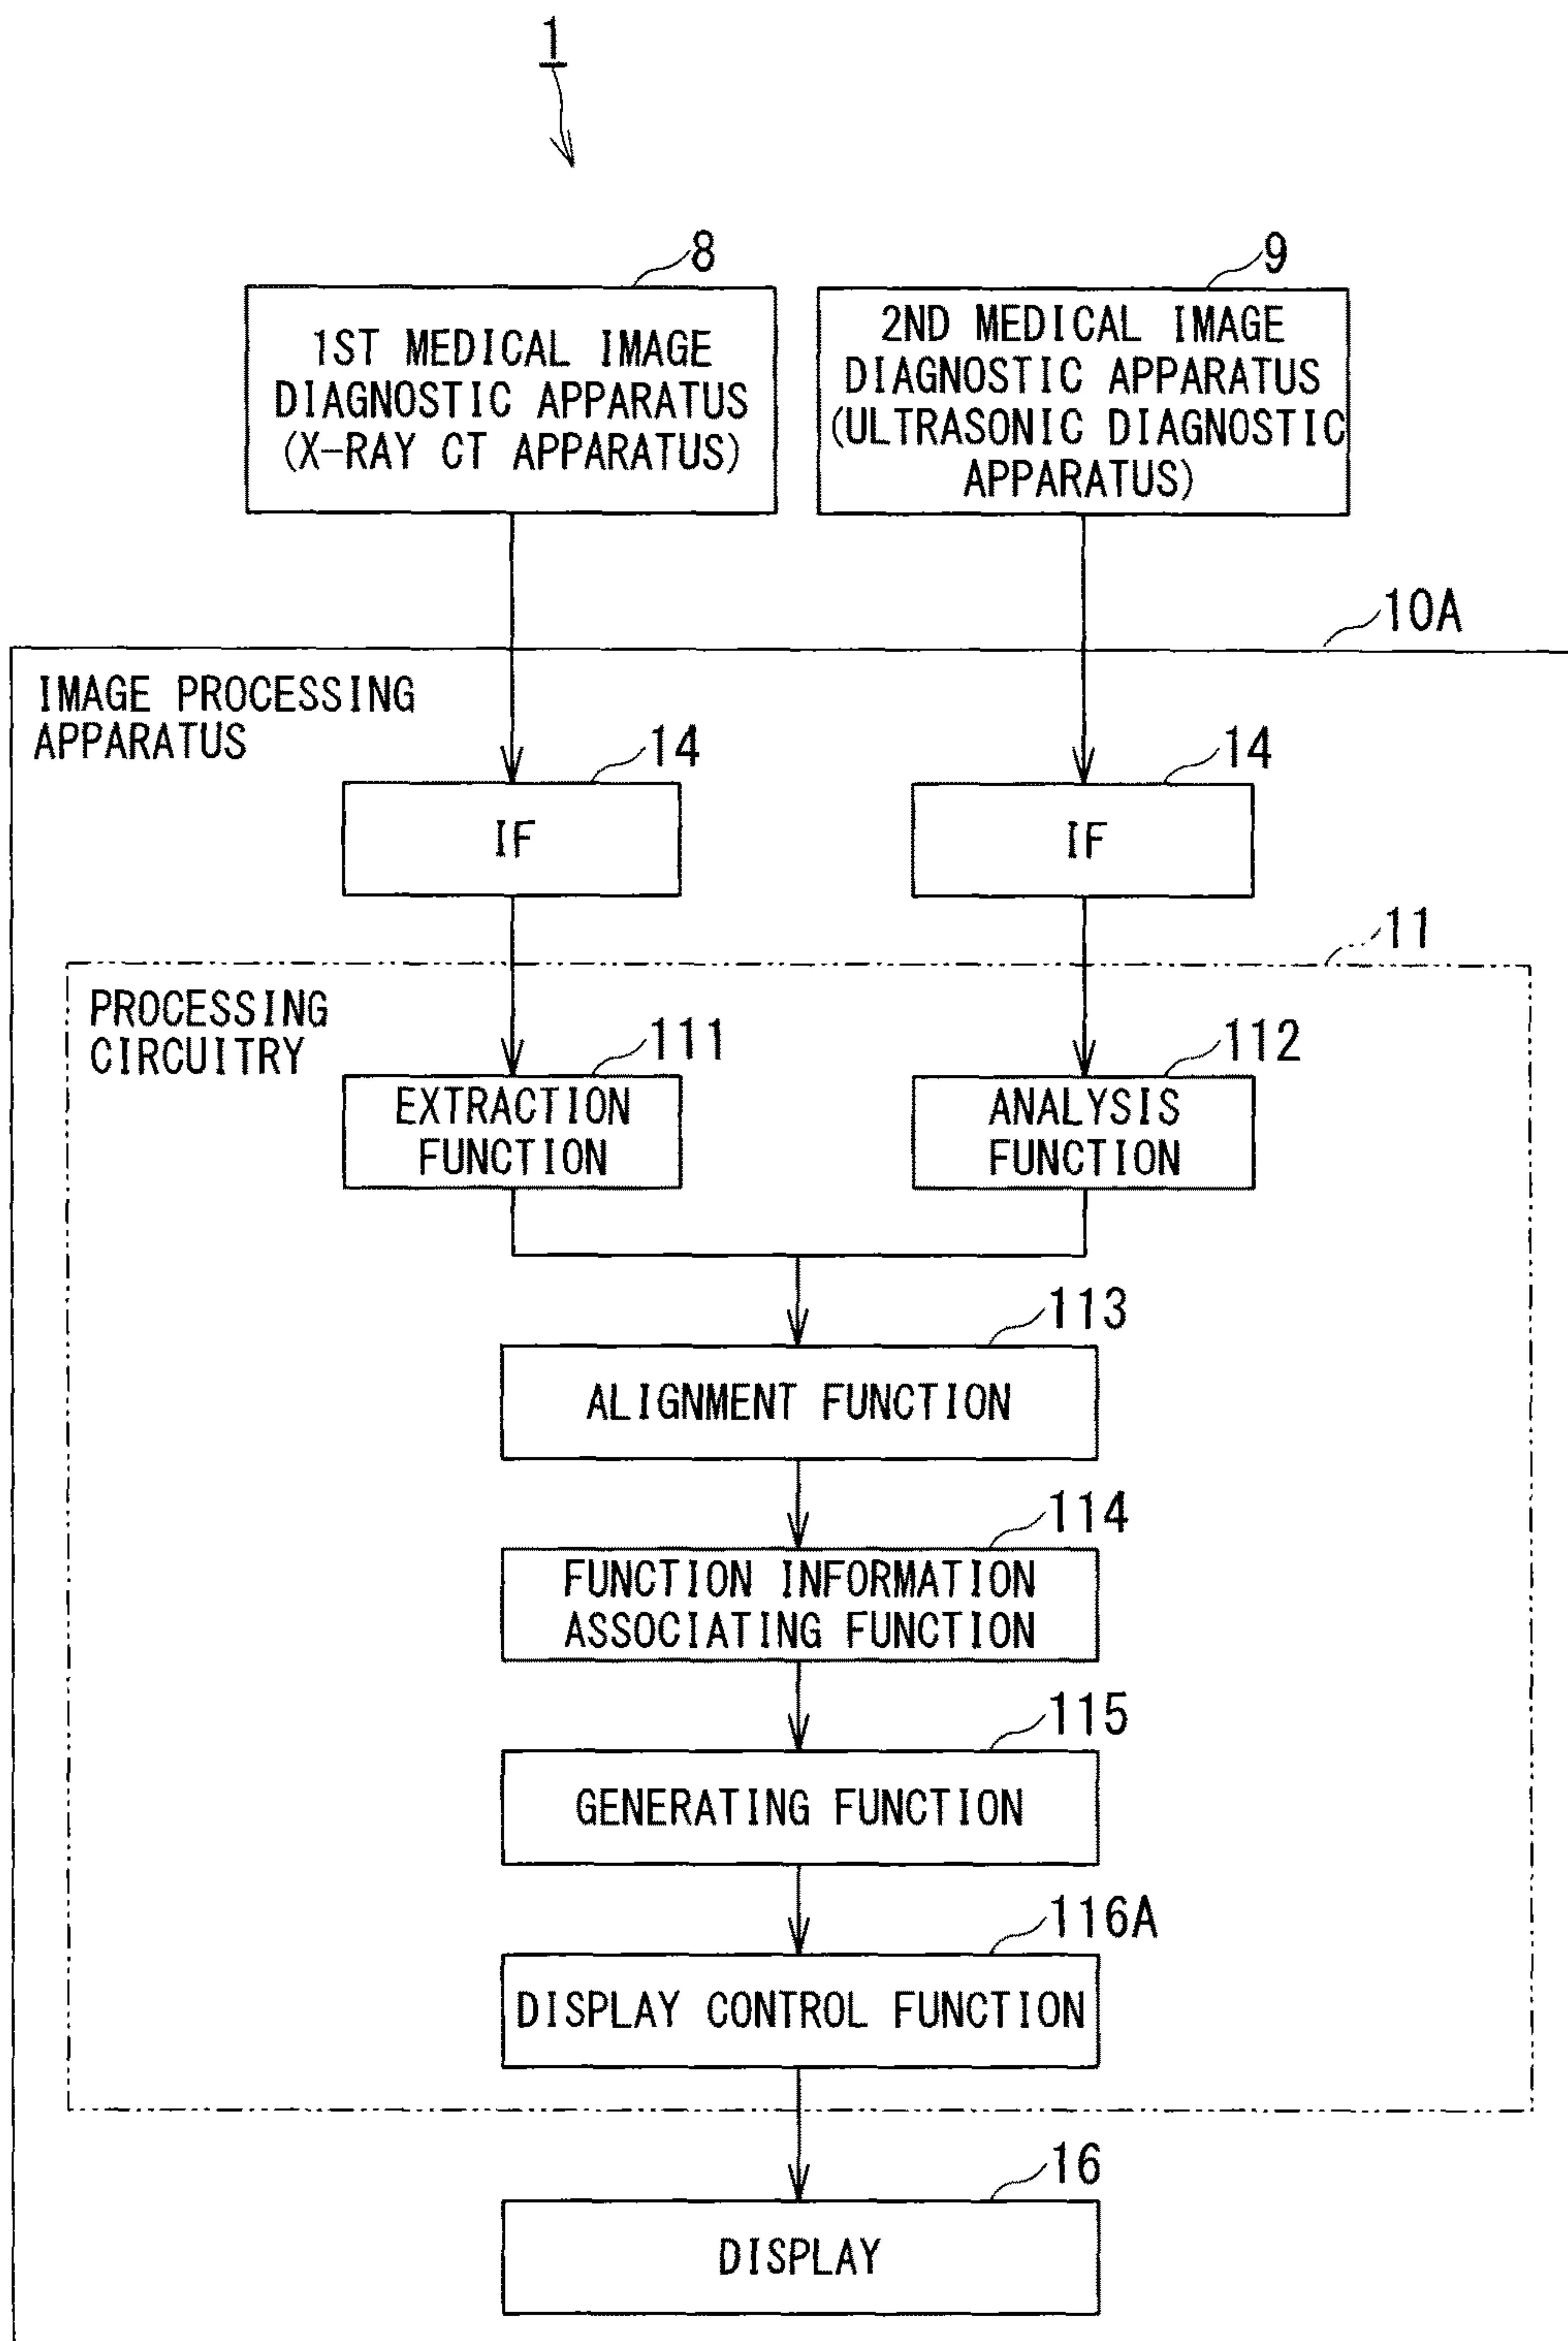 1
8
1ST MEDICAL IMAGE
DIAGNOSTIC APPARATUS
(X-RAY CT APPARATUS)
9
2ND MEDICAL IMAGE
DIAGNOSTIC APPARATUS
(ULTRASONIC DIAGNOSTIC
APPARATUS)
10A
IMAGE PROCESSING
APPARATUS
14
IF
14
IF
11
PROCESSING
CIRCUITRY
111
EXTRACTION
FUNCTION
112
ANALYSIS
FUNCTION
113
ALIGNMENT FUNCTION
114
FUNCTION INFORMATION
ASSOCIATING FUNCTION
115
GENERATING FUNCTION
116A
DISPLAY CONTROL FUNCTION
16
DISPLAY